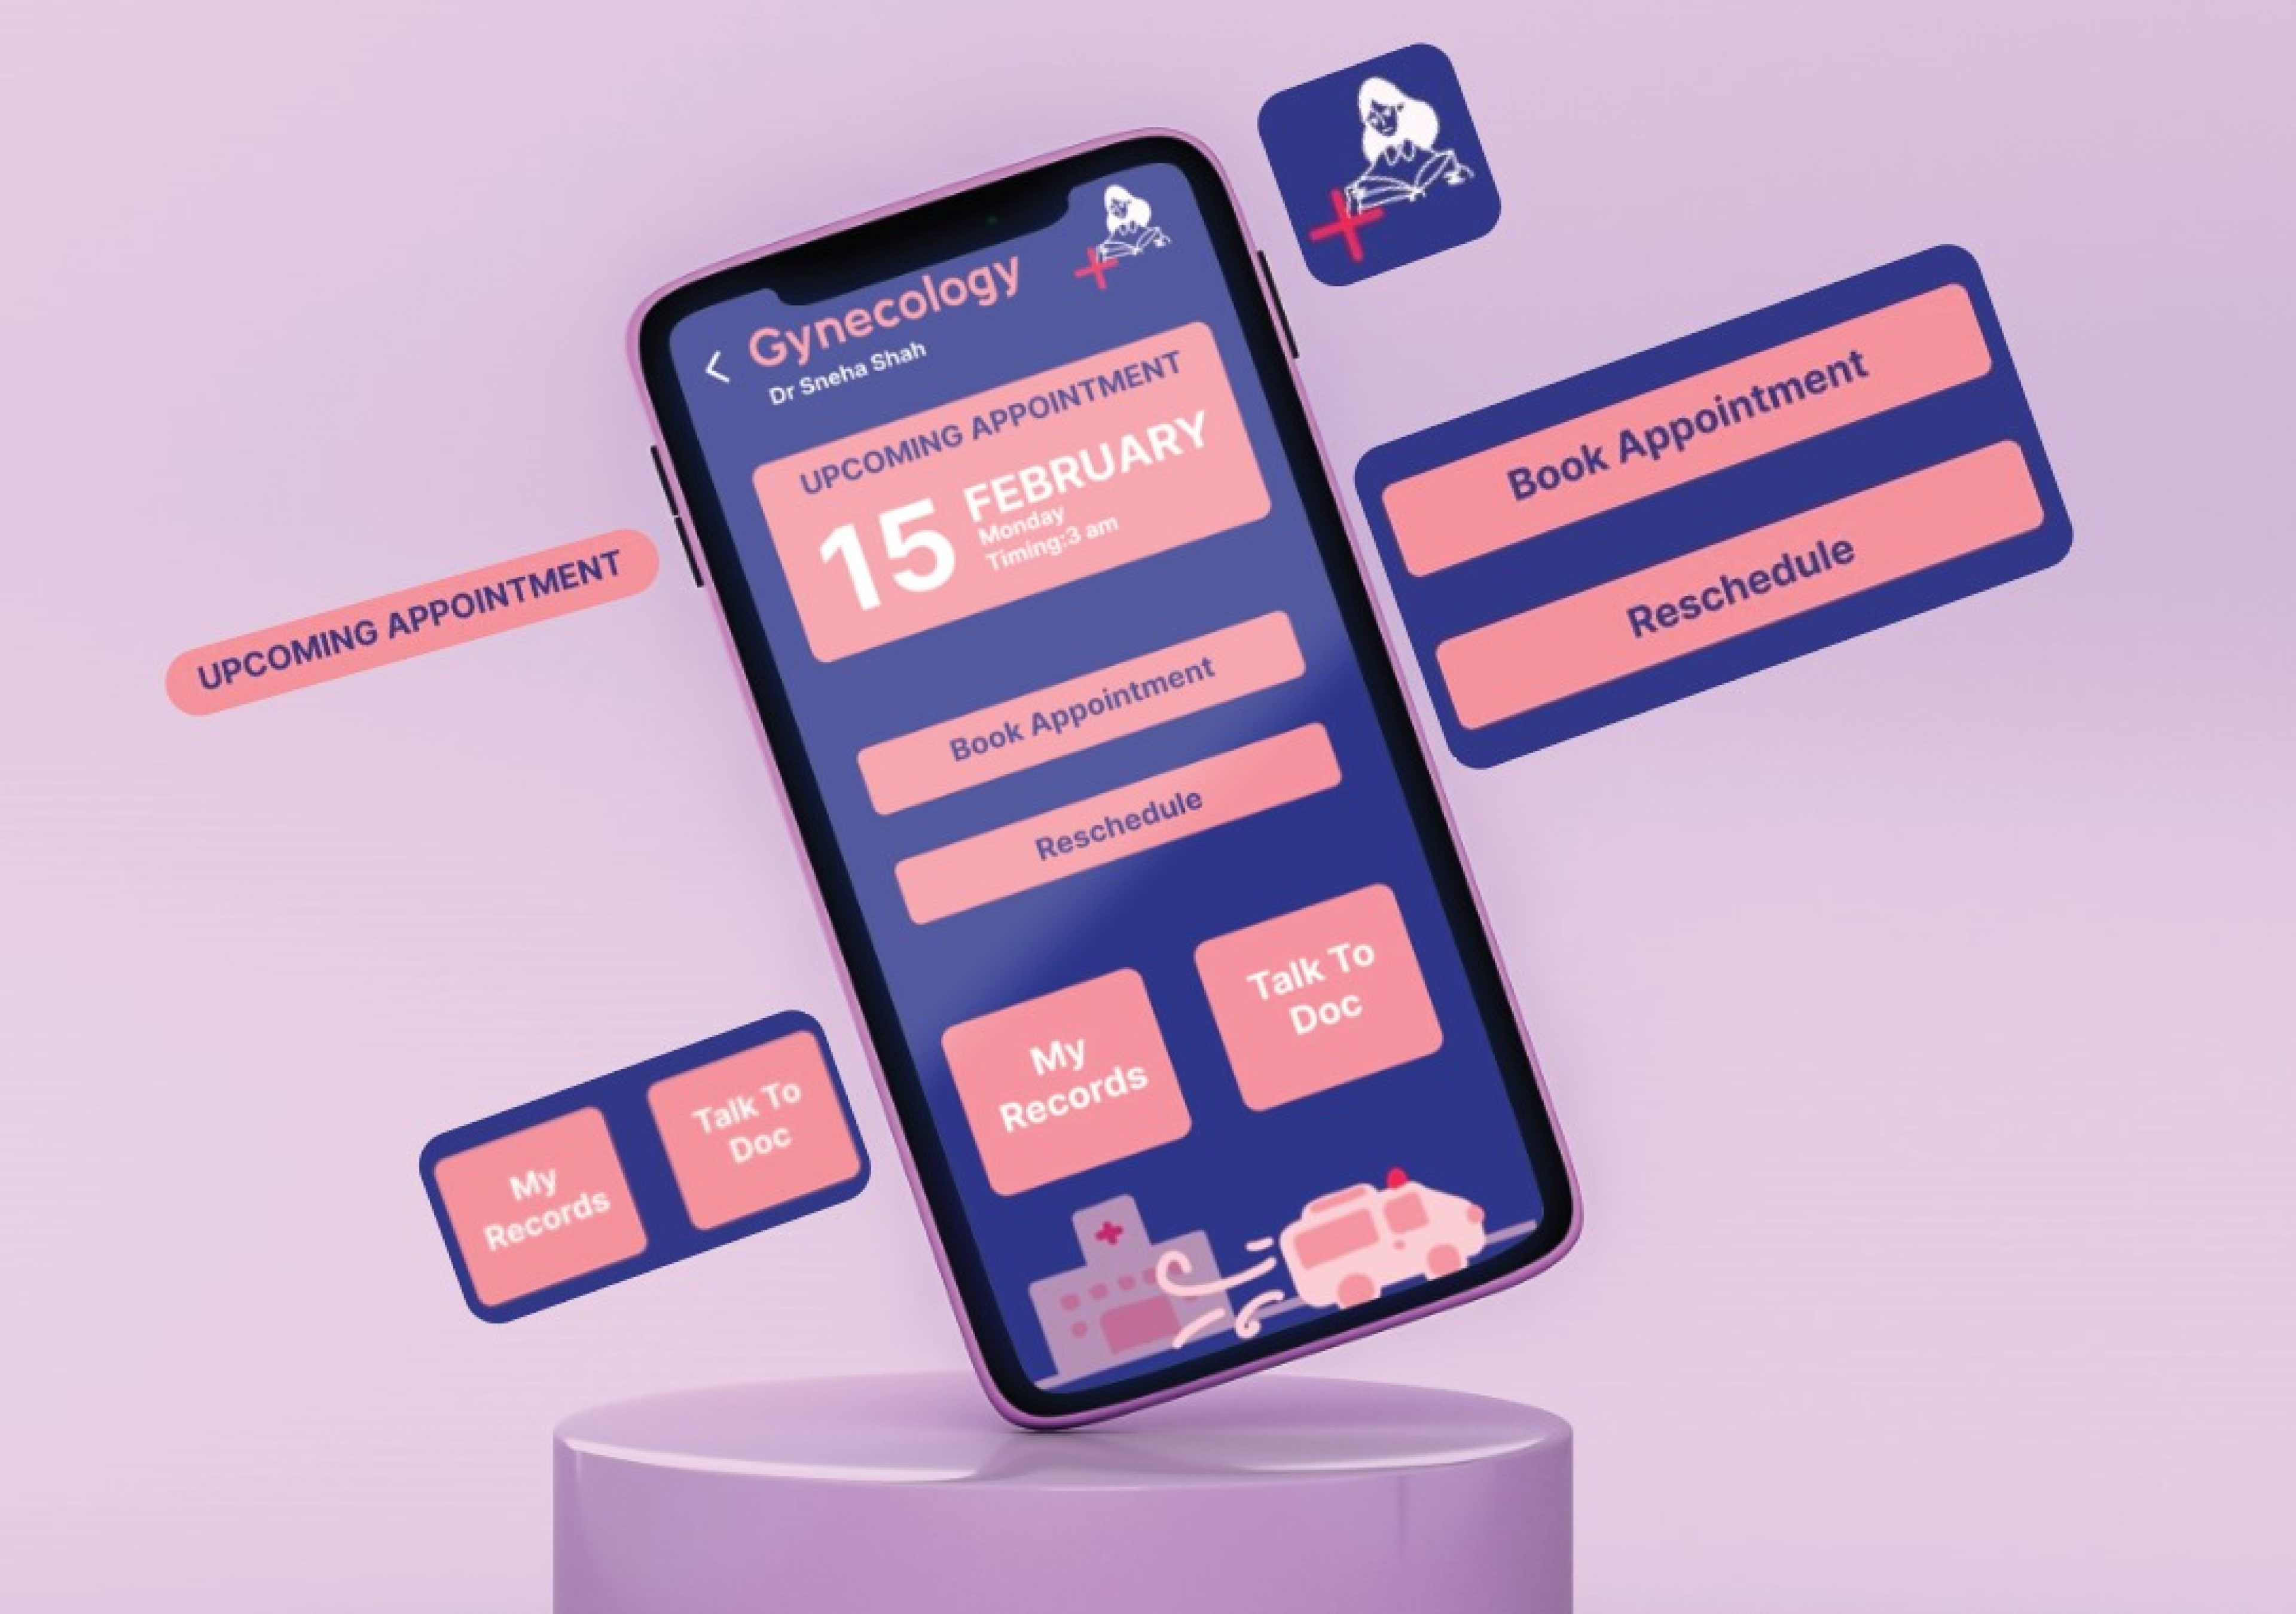 Gynecology
Dr Sneha Shah
UPCOMING APPOINTMENT
15
FEBRUARY
Monday
Timing:3 am
Book Appointment
Reschedule
My
Records
Talk To
Doc
UPCOMING APPOINTMENT
Book Appointment
Reschedule
My
Records
Talk To
Doc